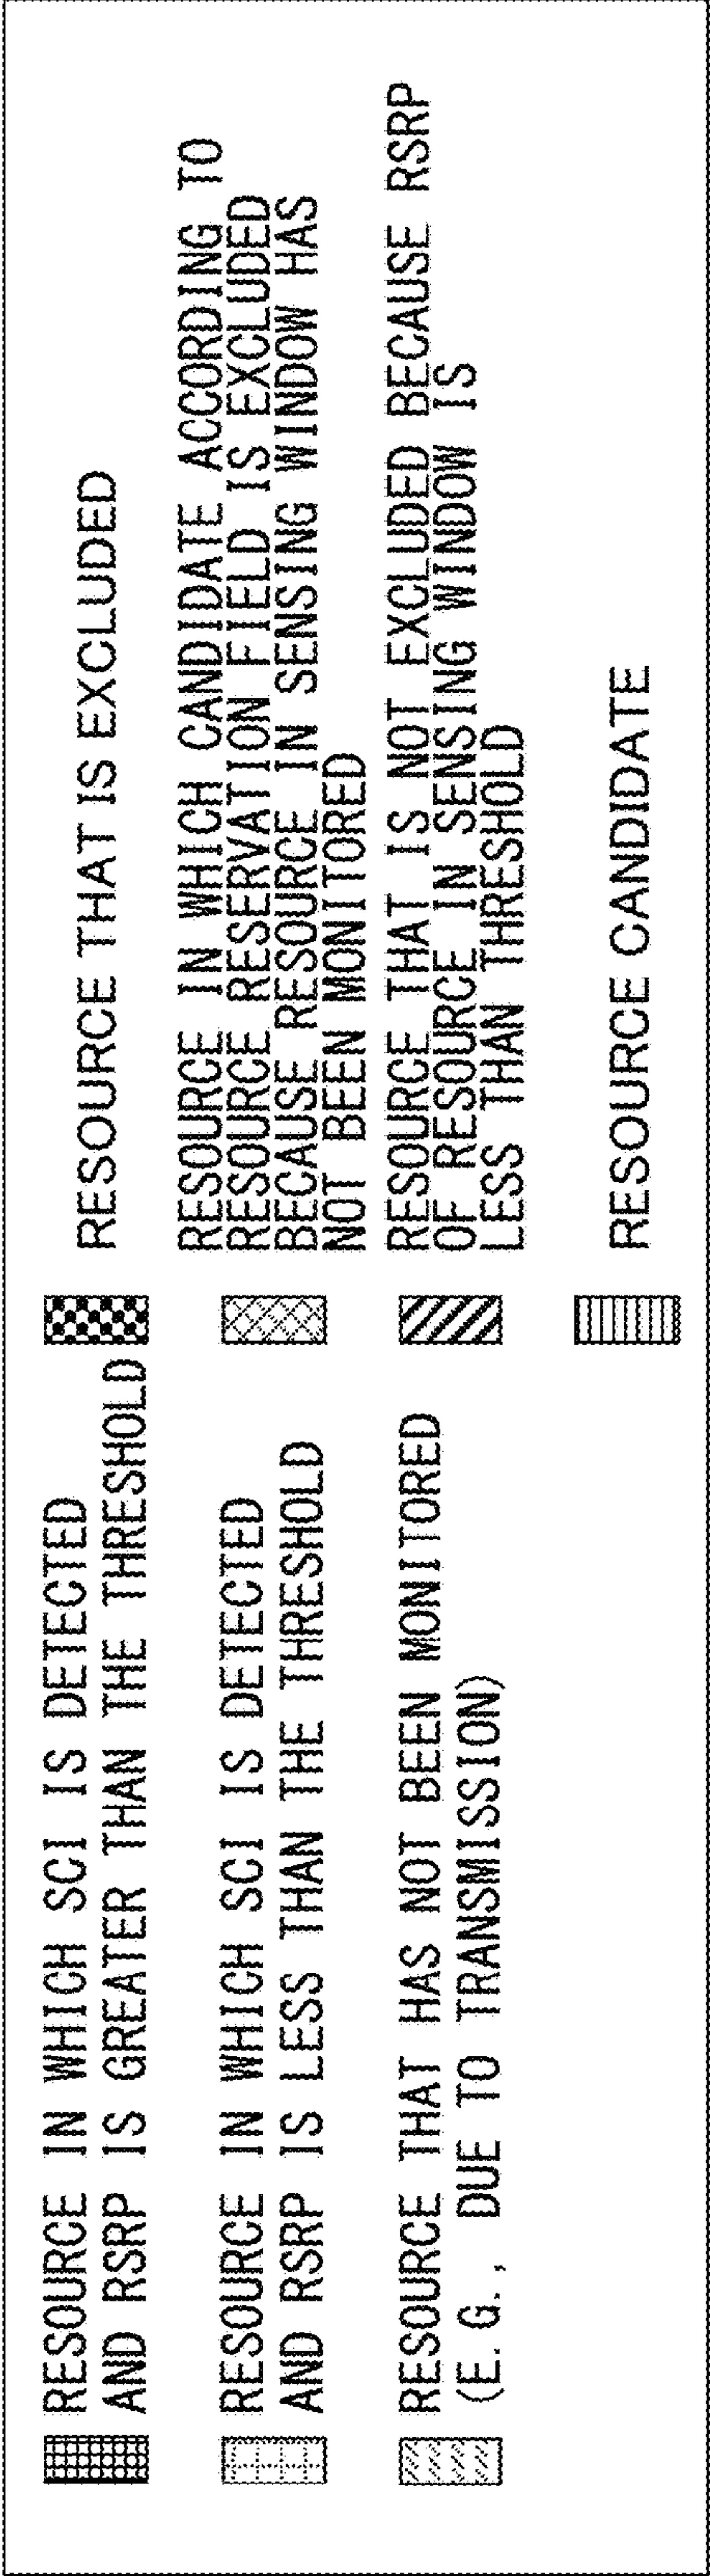 RESOURCE IN WHICH SCI IS DETECTED
AND RSRP IS GREATER THAN THE THRESHOLD
RESOURCE IN WHICH SCI IS DETECTED
AND RSRP IS LESS THAN THE THRESHOLD
RESOURCE THAT HAS NOT BEEN MONITORED
(E. G. , DUE TO TRANSMISSION)
RESOURCE THAT IS EXCLUDED
RESOURCE IN WHICH CANDIDATE ACCORDING TO
RESOURCE RESERVATION FIELD IS EXCLUDED
BECAUSE RESOURCE IN SENSING WINDOW HAS
NOT BEEN MONITORED
RESOURCE THAT IS NOT EXCLUDED BECAUSE RSRP
OF RESOURCE IN SENSING WINDOW IS
LESS THAN THRESHOLD
RESOURCE CANDIDATE